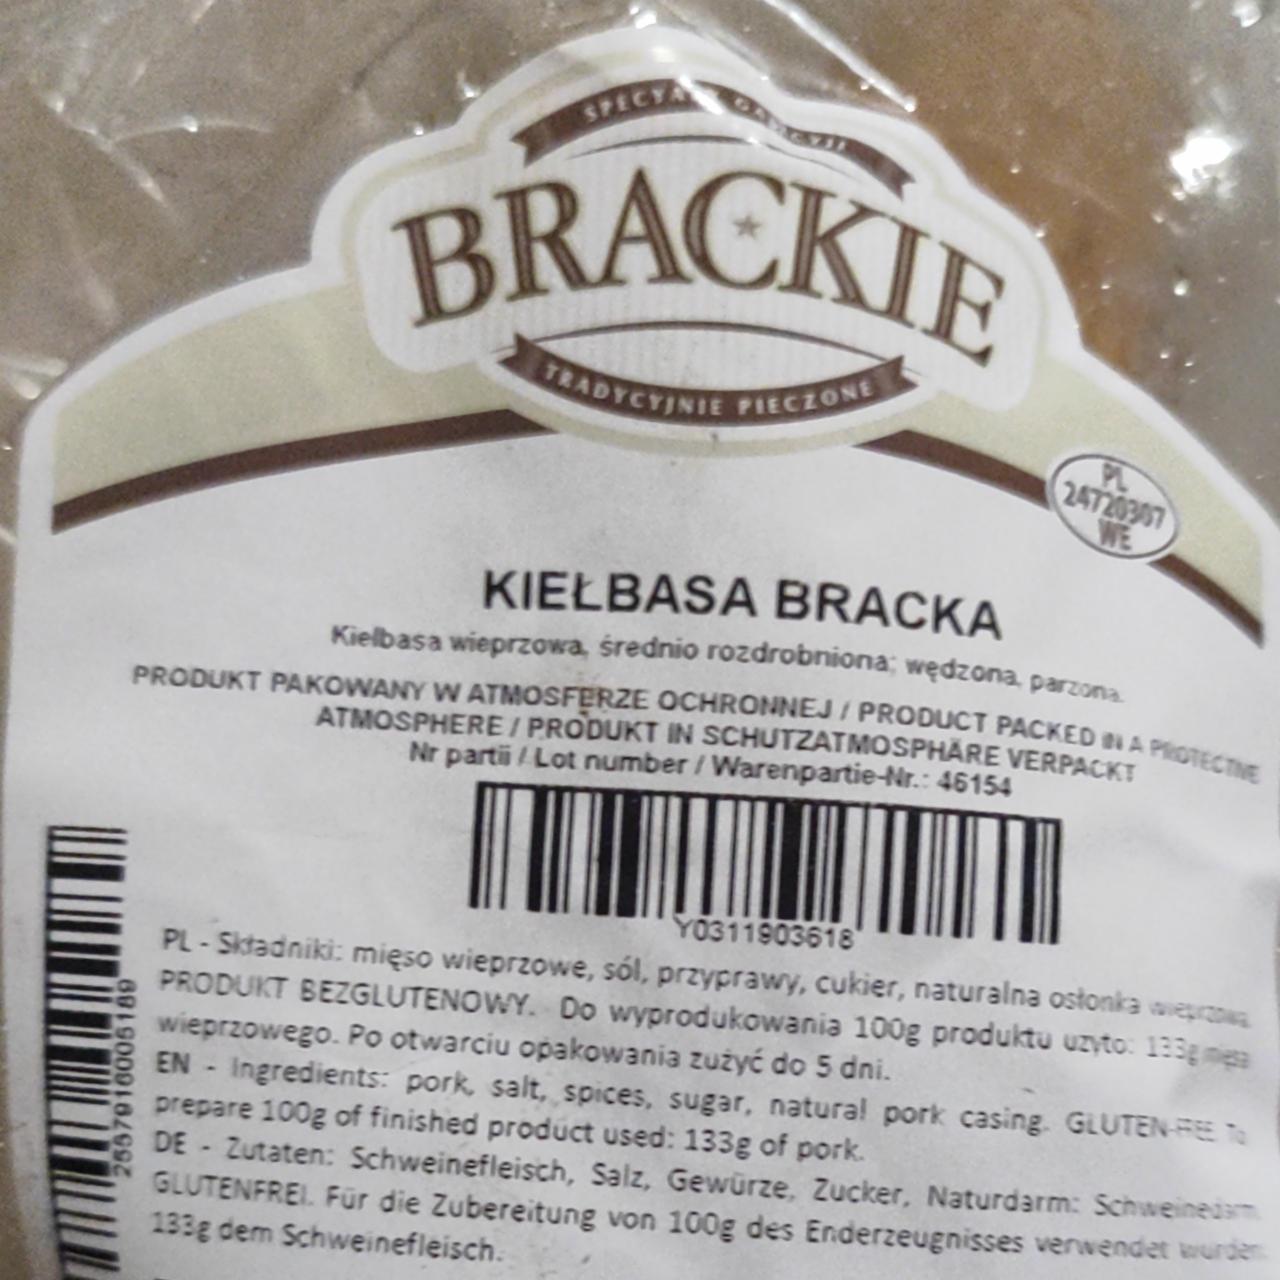 SPECYAŁY GALICYJI
BRACKIE
TRADYCYJNIE PIECZONE
PL
24720307
WE
KIEŁBASA BRACKA
Kiełbasa wieprzowa, średnio rozdrobniona; wędzona, parzona.
PRODUKT PAKOWANY W ATMOSFERZE OCHRONNEJ / PRODUCT PACKED IN A PROTECTIVE
ATMOSPHERE / PRODUKT IN SCHUTZATMOSPHÄRE VERPACKT
Nr partii / Lot number / Warenpartie-Nr.: 46154
Y0311903618
PL - Składniki: mięso wieprzowe, sól, przyprawy, cukier, naturalna osłonka wieprzowa.
PRODUKT BEZGLUTENOWY. Do wyprodukowania 100g produktu użyto: 133g mięsa
wieprzowego. Po otwarciu opakowania zużyć do 5 dni.
EN - Ingredients: pork, salt, spices, sugar, natural pork casing. GLUTEN-FREE To
prepare 100g of finished product used: 133g of pork.
DE - Zutaten: Schweinefleisch, Salz, Gewürze, Zucker, Naturdarm: Schweinedarm
GLUTENFREI. Für die Zubereitung von 100g des Enderzeugnisses verwendet wurden
133g dem Schweinefleisch.